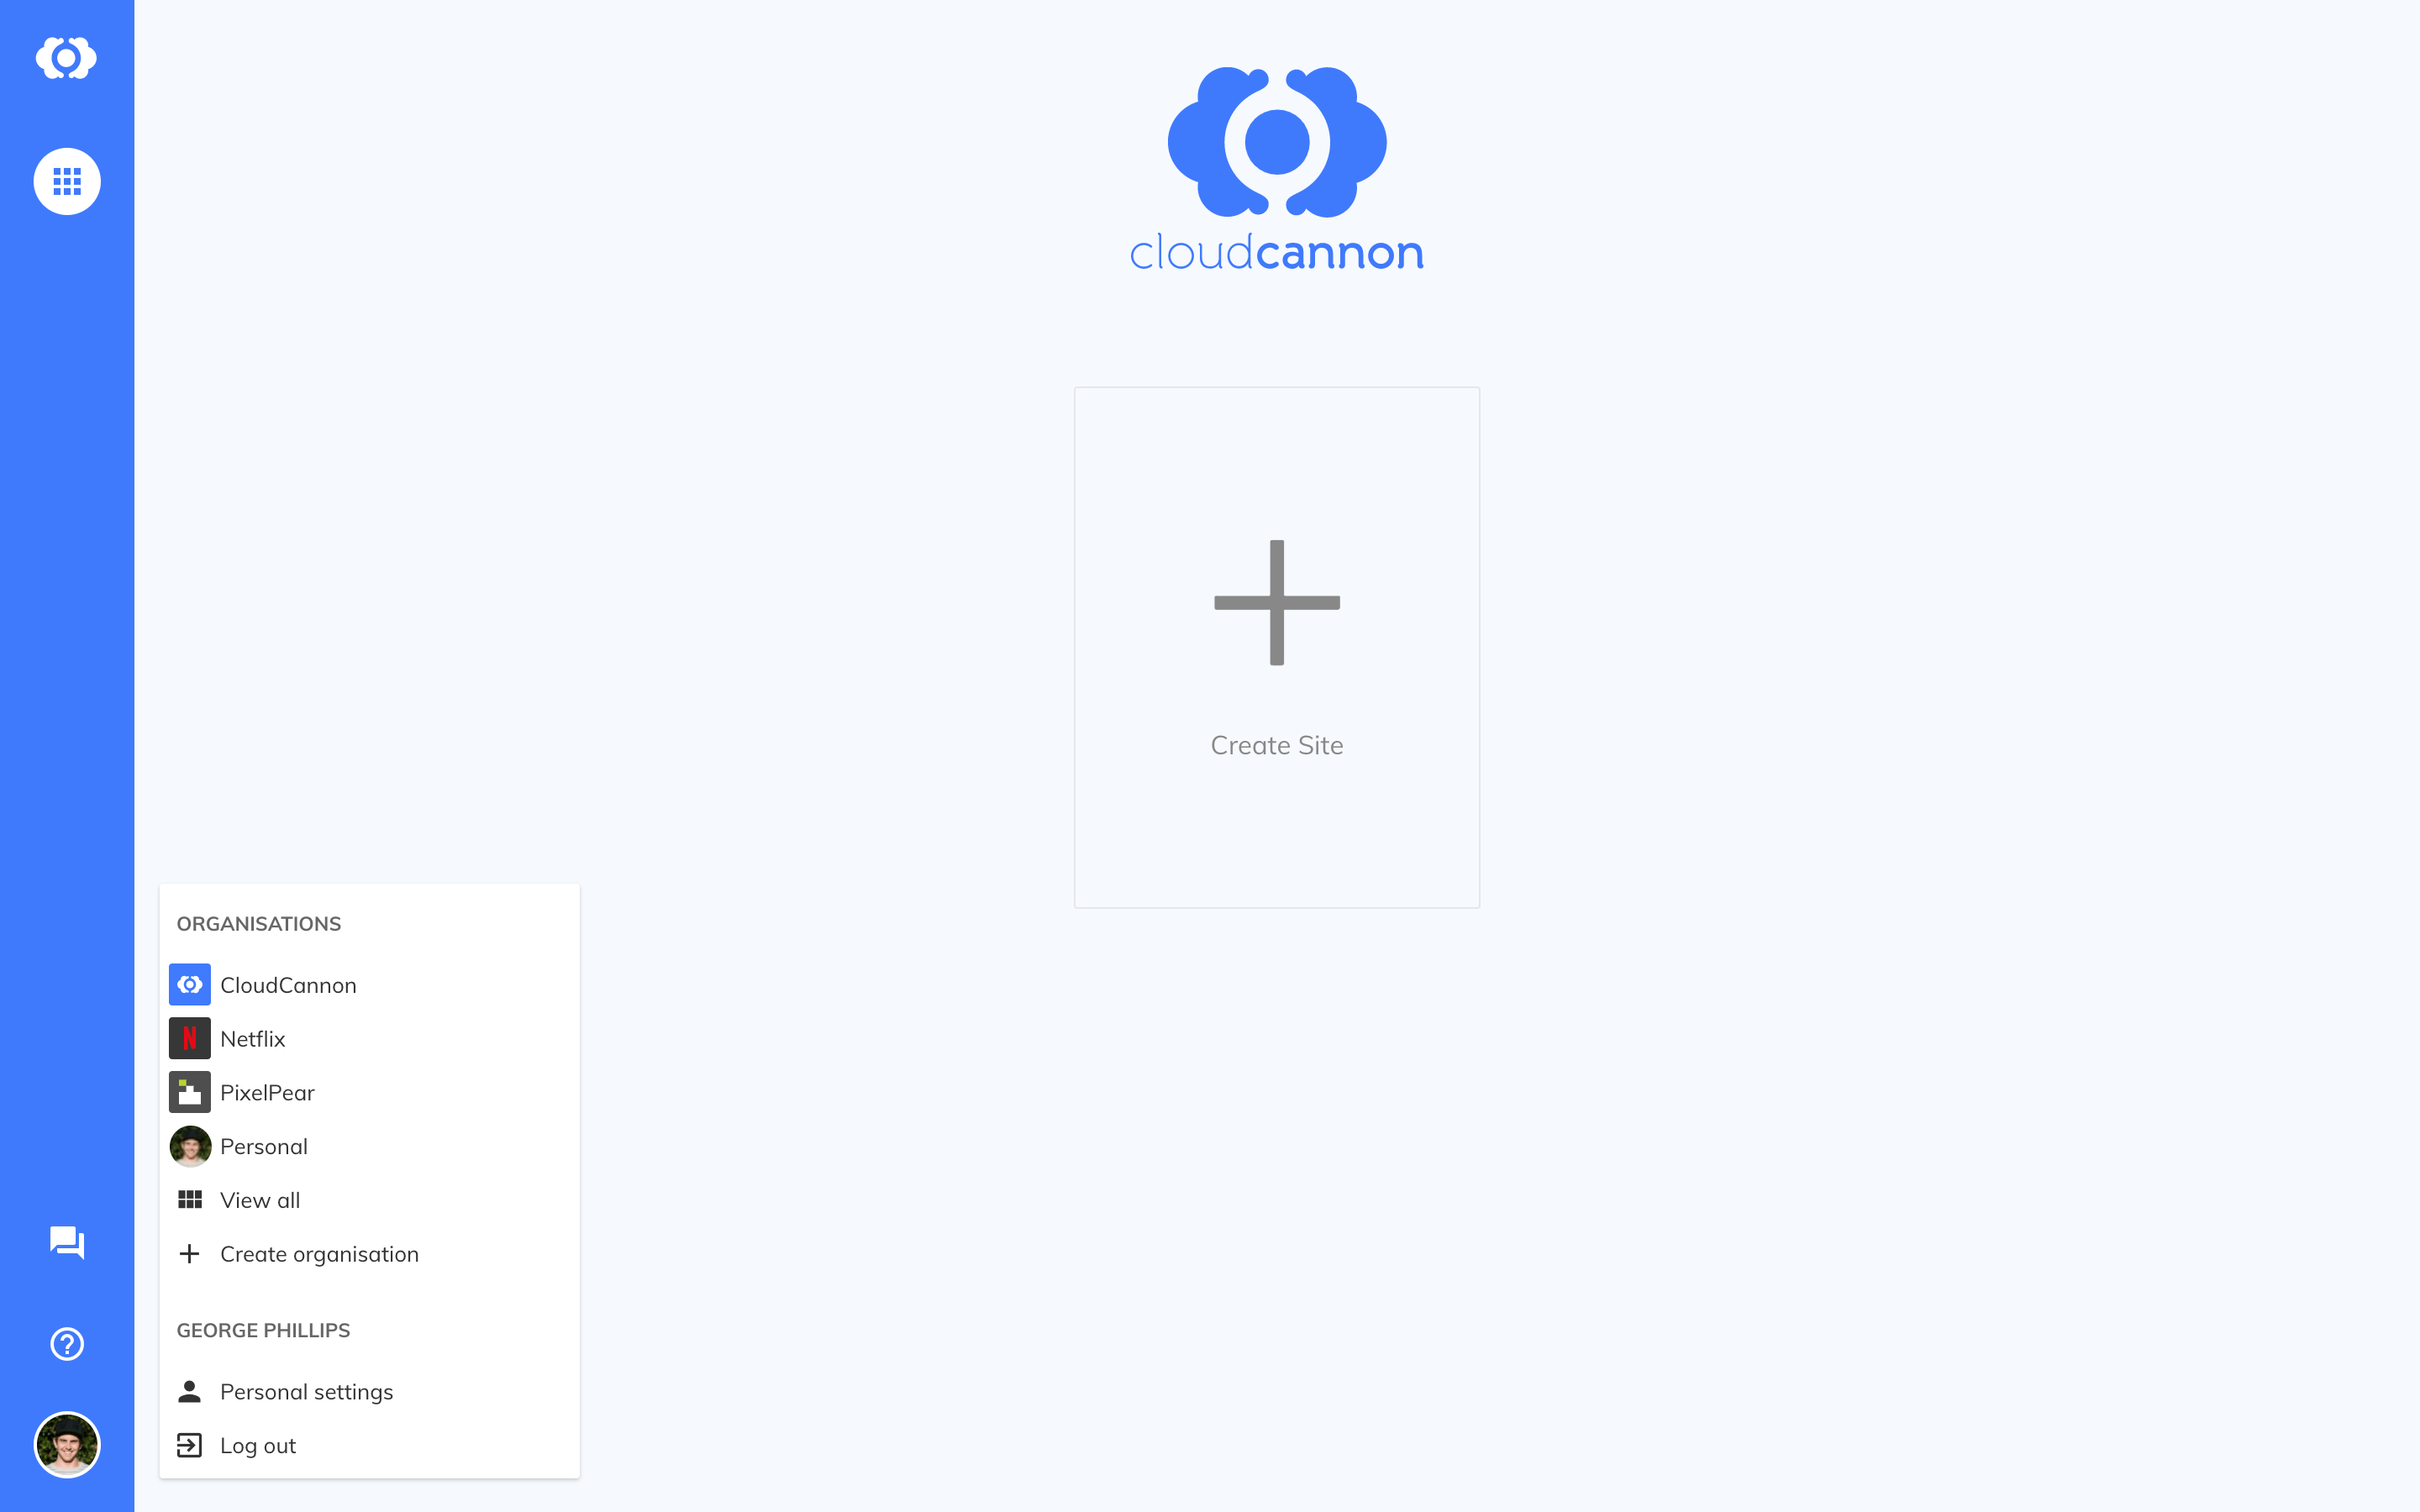 cloudcannon
Create Site
ORGANISATIONS
CloudCannon
Netflix
PixelPear
Personal
View all
Create organisation
GEORGE PHILLIPS
Personal settings
Log out